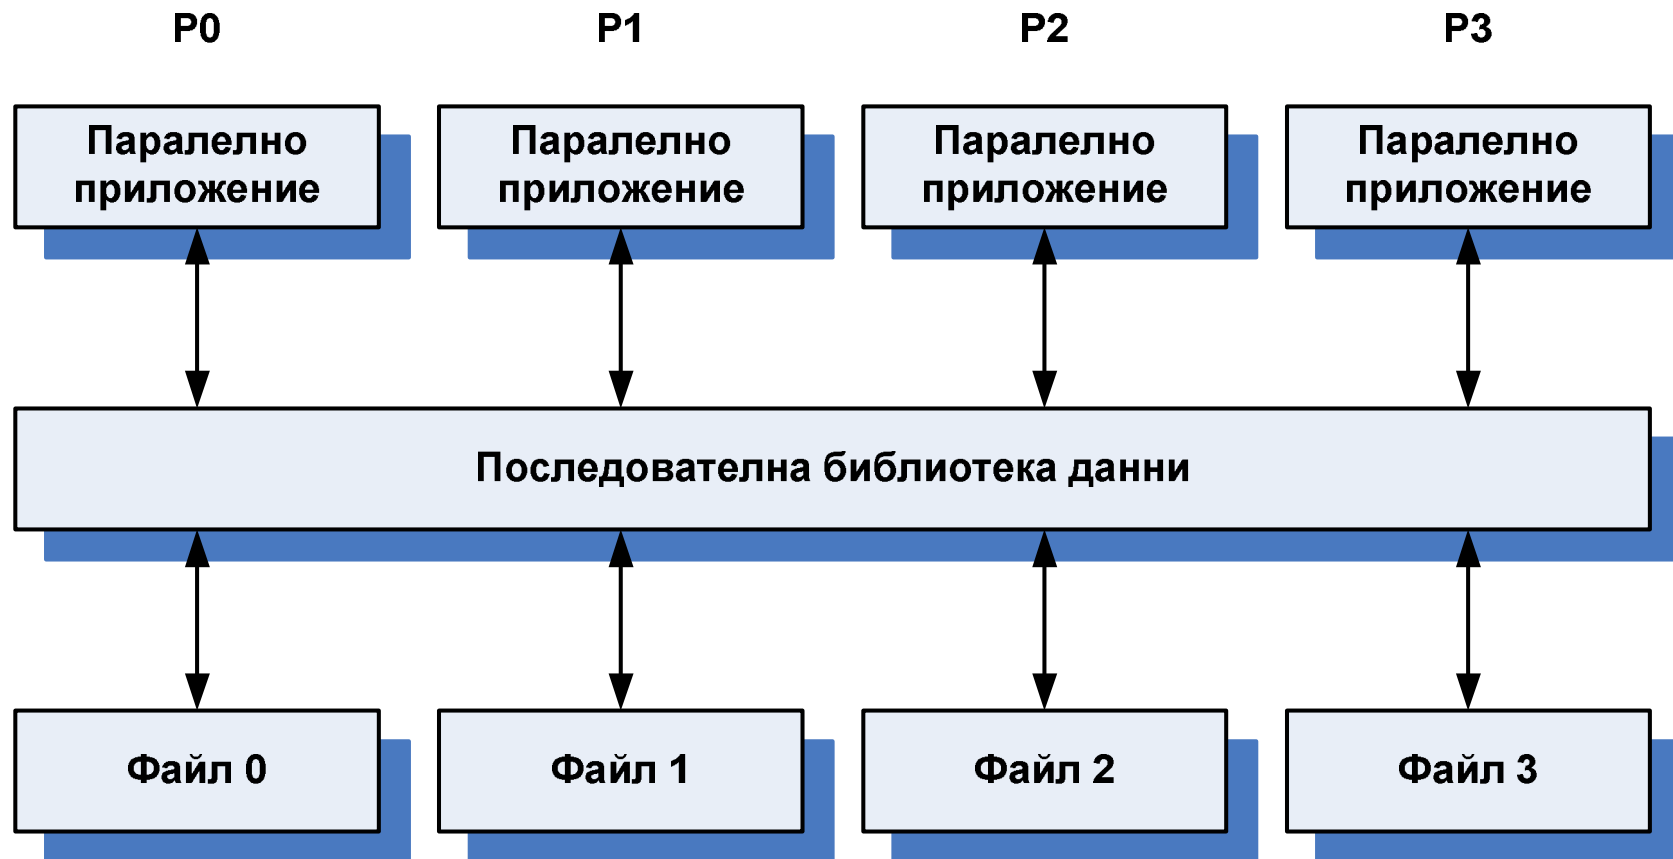 P0
P1
P2
P3
Паралелно
приложение
Паралелно
приложение
Паралелно
приложение
Паралелно
приложение
Последователна библиотека данни
Файл 0
Файл 1
Файл 2
Файл 3